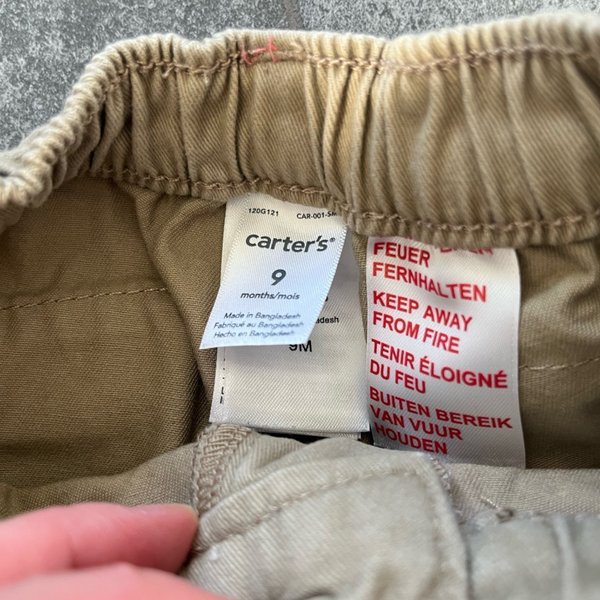 120G121 CAR-001-SM
carter's®
9
months/mois
Made in Bangladesh
Fabriqué au Bangladesh
Hecho en Bangladesh
9M
FEUER
FERNHALTEN
KEEP AWAY
FROM FIRE
TENIR ÉLOIGNÉ
DU FEU
BUITEN BEREIK
VAN VUUR
HOUDEN